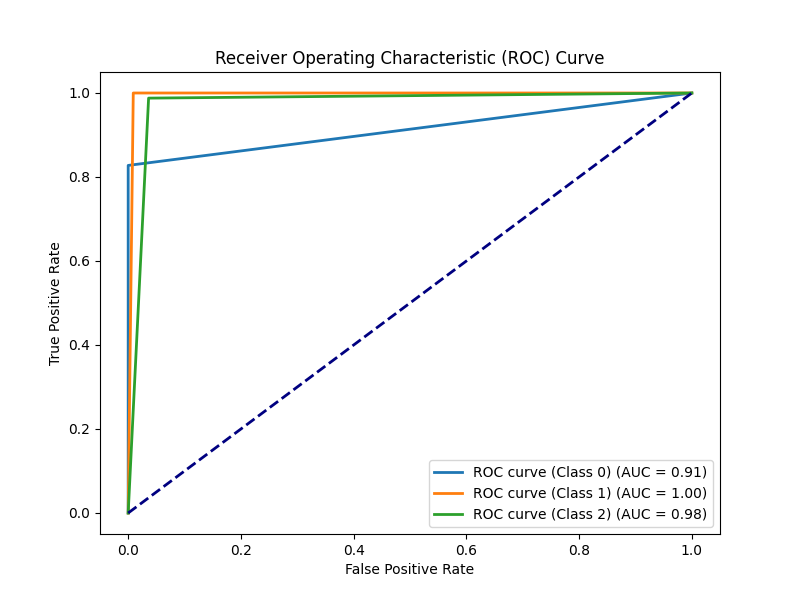 Receiver Operating Characteristic (ROC) Curve
True Positive Rate
1.0
0.8
0.6
0.4
0.2
0.0
ROC curve (Class 0) (AUC = 0.91)
ROC curve (Class 1) (AUC = 1.00)
ROC curve (Class 2) (AUC = 0.98)
0.0 0.2 0.4 0.6 0.8 1.0
False Positive Rate